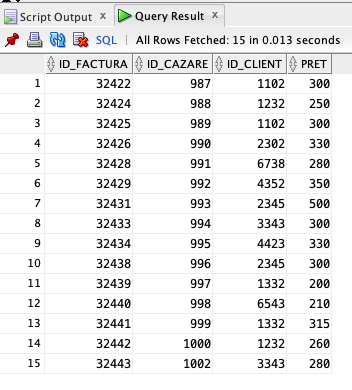 Script Output x Query Result x
SQL | All Rows Fetched: 15 in 0.013 seconds
ID_FACTURA ID_CAZARE ID_CLIENT PRET
1 32422 987 1102 300
2 32424 988 1232 250
3 32425 989 1102 300
4 32426 990 2302 330
5 32428 991 6738 280
6 32429 992 4352 350
7 32431 993 2345 500
8 32433 994 3343 300
9 32434 995 4423 330
10 32438 996 2345 300
11 32439 997 1332 200
12 32440 998 6543 210
13 32441 999 1332 315
14 32442 1000 1232 260
15 32443 1002 3343 280